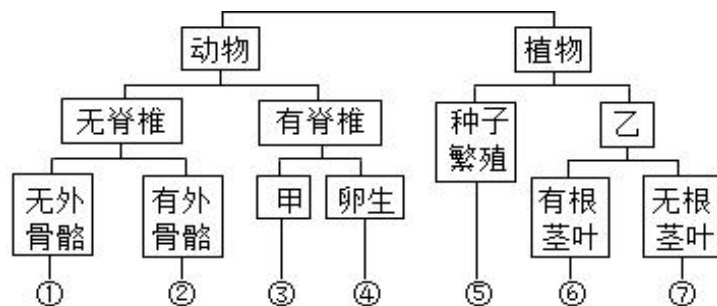 动物
植物
无脊椎
有脊椎
种子
繁殖
乙
无外
骨骼
有外
骨骼
甲
卵生
有根
茎叶
无根
茎叶
①
②
③
④
⑤
⑥
⑦